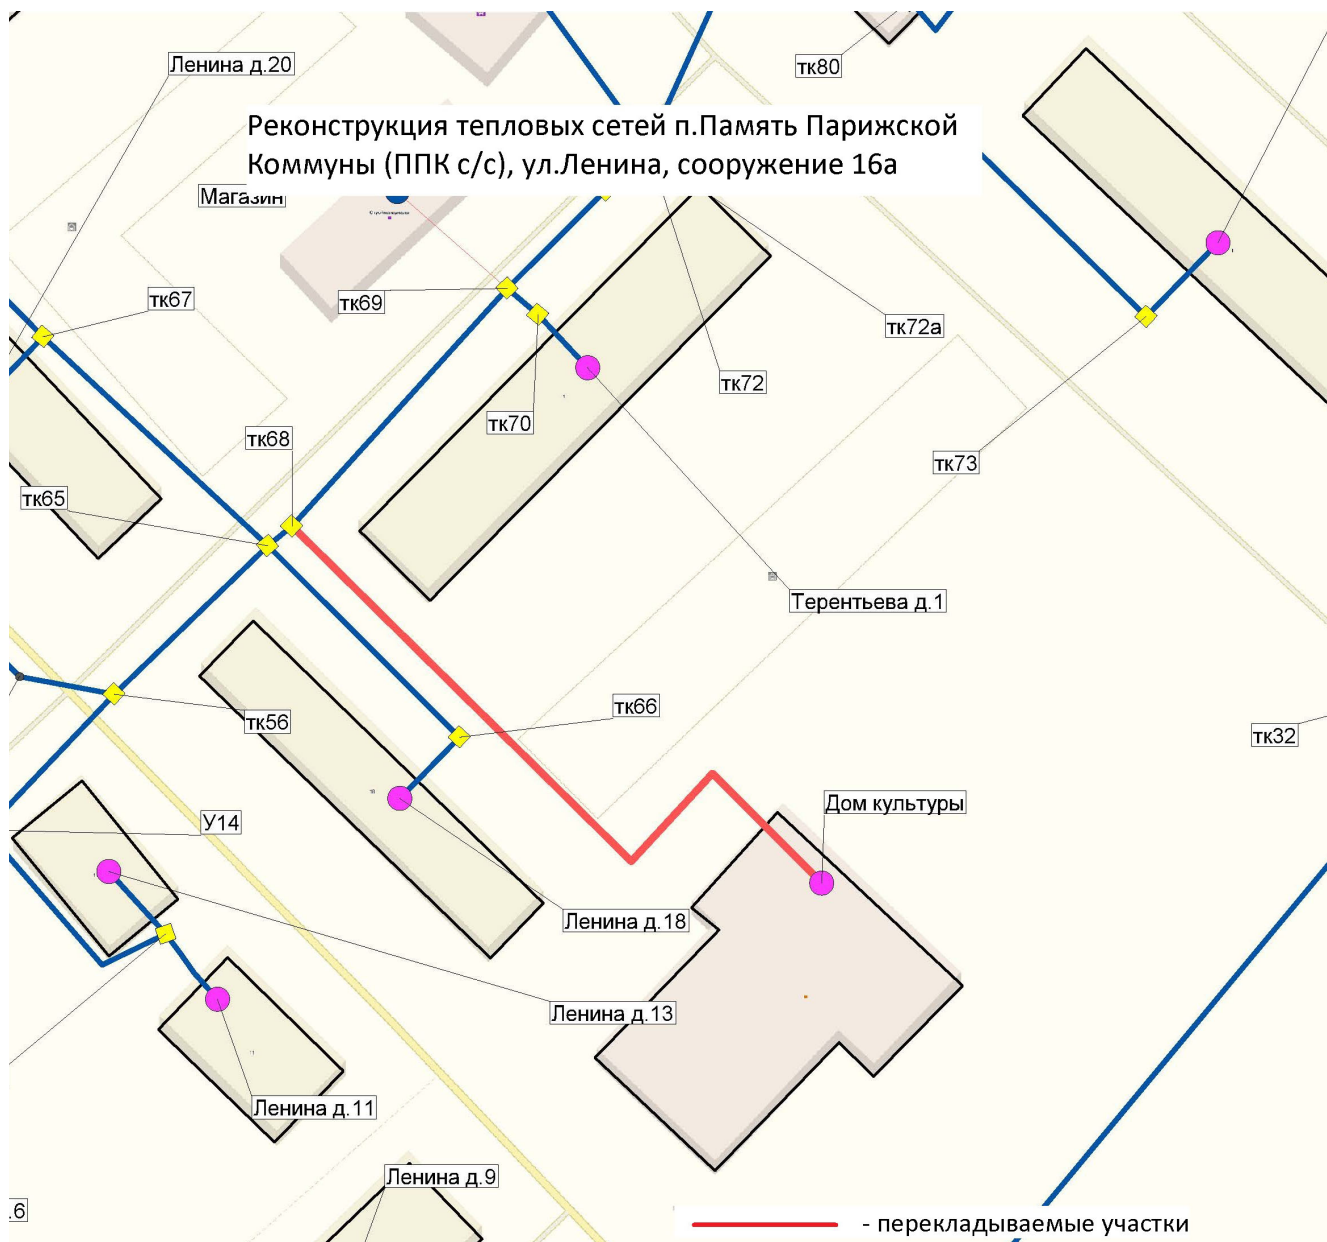 Ленина д.20
тк80
Реконструкция тепловых сетей п.Память Парижской
Коммуны (ППК с/с), ул.Ленина, сооружение 16а
Магазин
тк67
тк69
тк72а
тк72
тк70
тк68
тк73
тк65
Терентьева д.1
тк66
тк56
тк32
Дом культуры
У14
Ленина д.18
Ленина д.13
Ленина д.11
Ленина д.9
.6
- перекладываемые участки